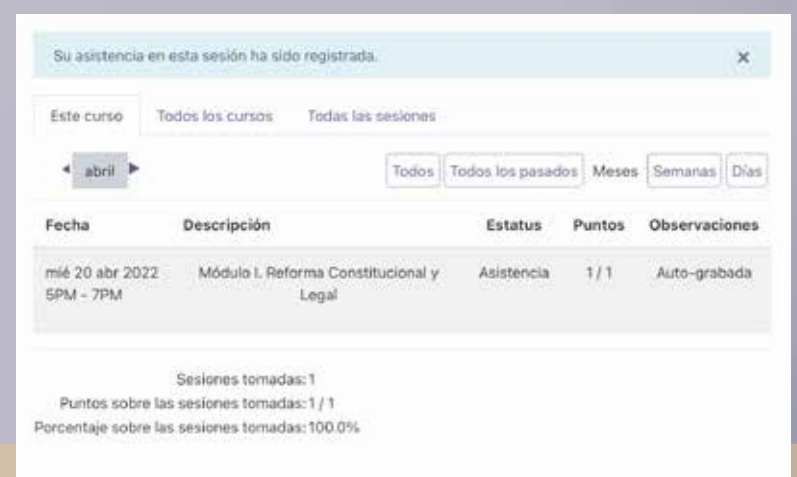 Su asistencia en esta sesión ha sido registrada. ×
Este curso Todos los cursos Todas las sesiones
◄ abril ► Todos Todos los pasados Meses Semanas Días
Fecha Descripción Estatus Puntos Observaciones
mié 20 abr 2022 Módulo I. Reforma Constitucional y Asistencia 1 / 1 Auto-grabada
5PM - 7PM Legal
Sesiones tomadas: 1
Puntos sobre las sesiones tomadas: 1 / 1
Porcentaje sobre las sesiones tomadas: 100.0%